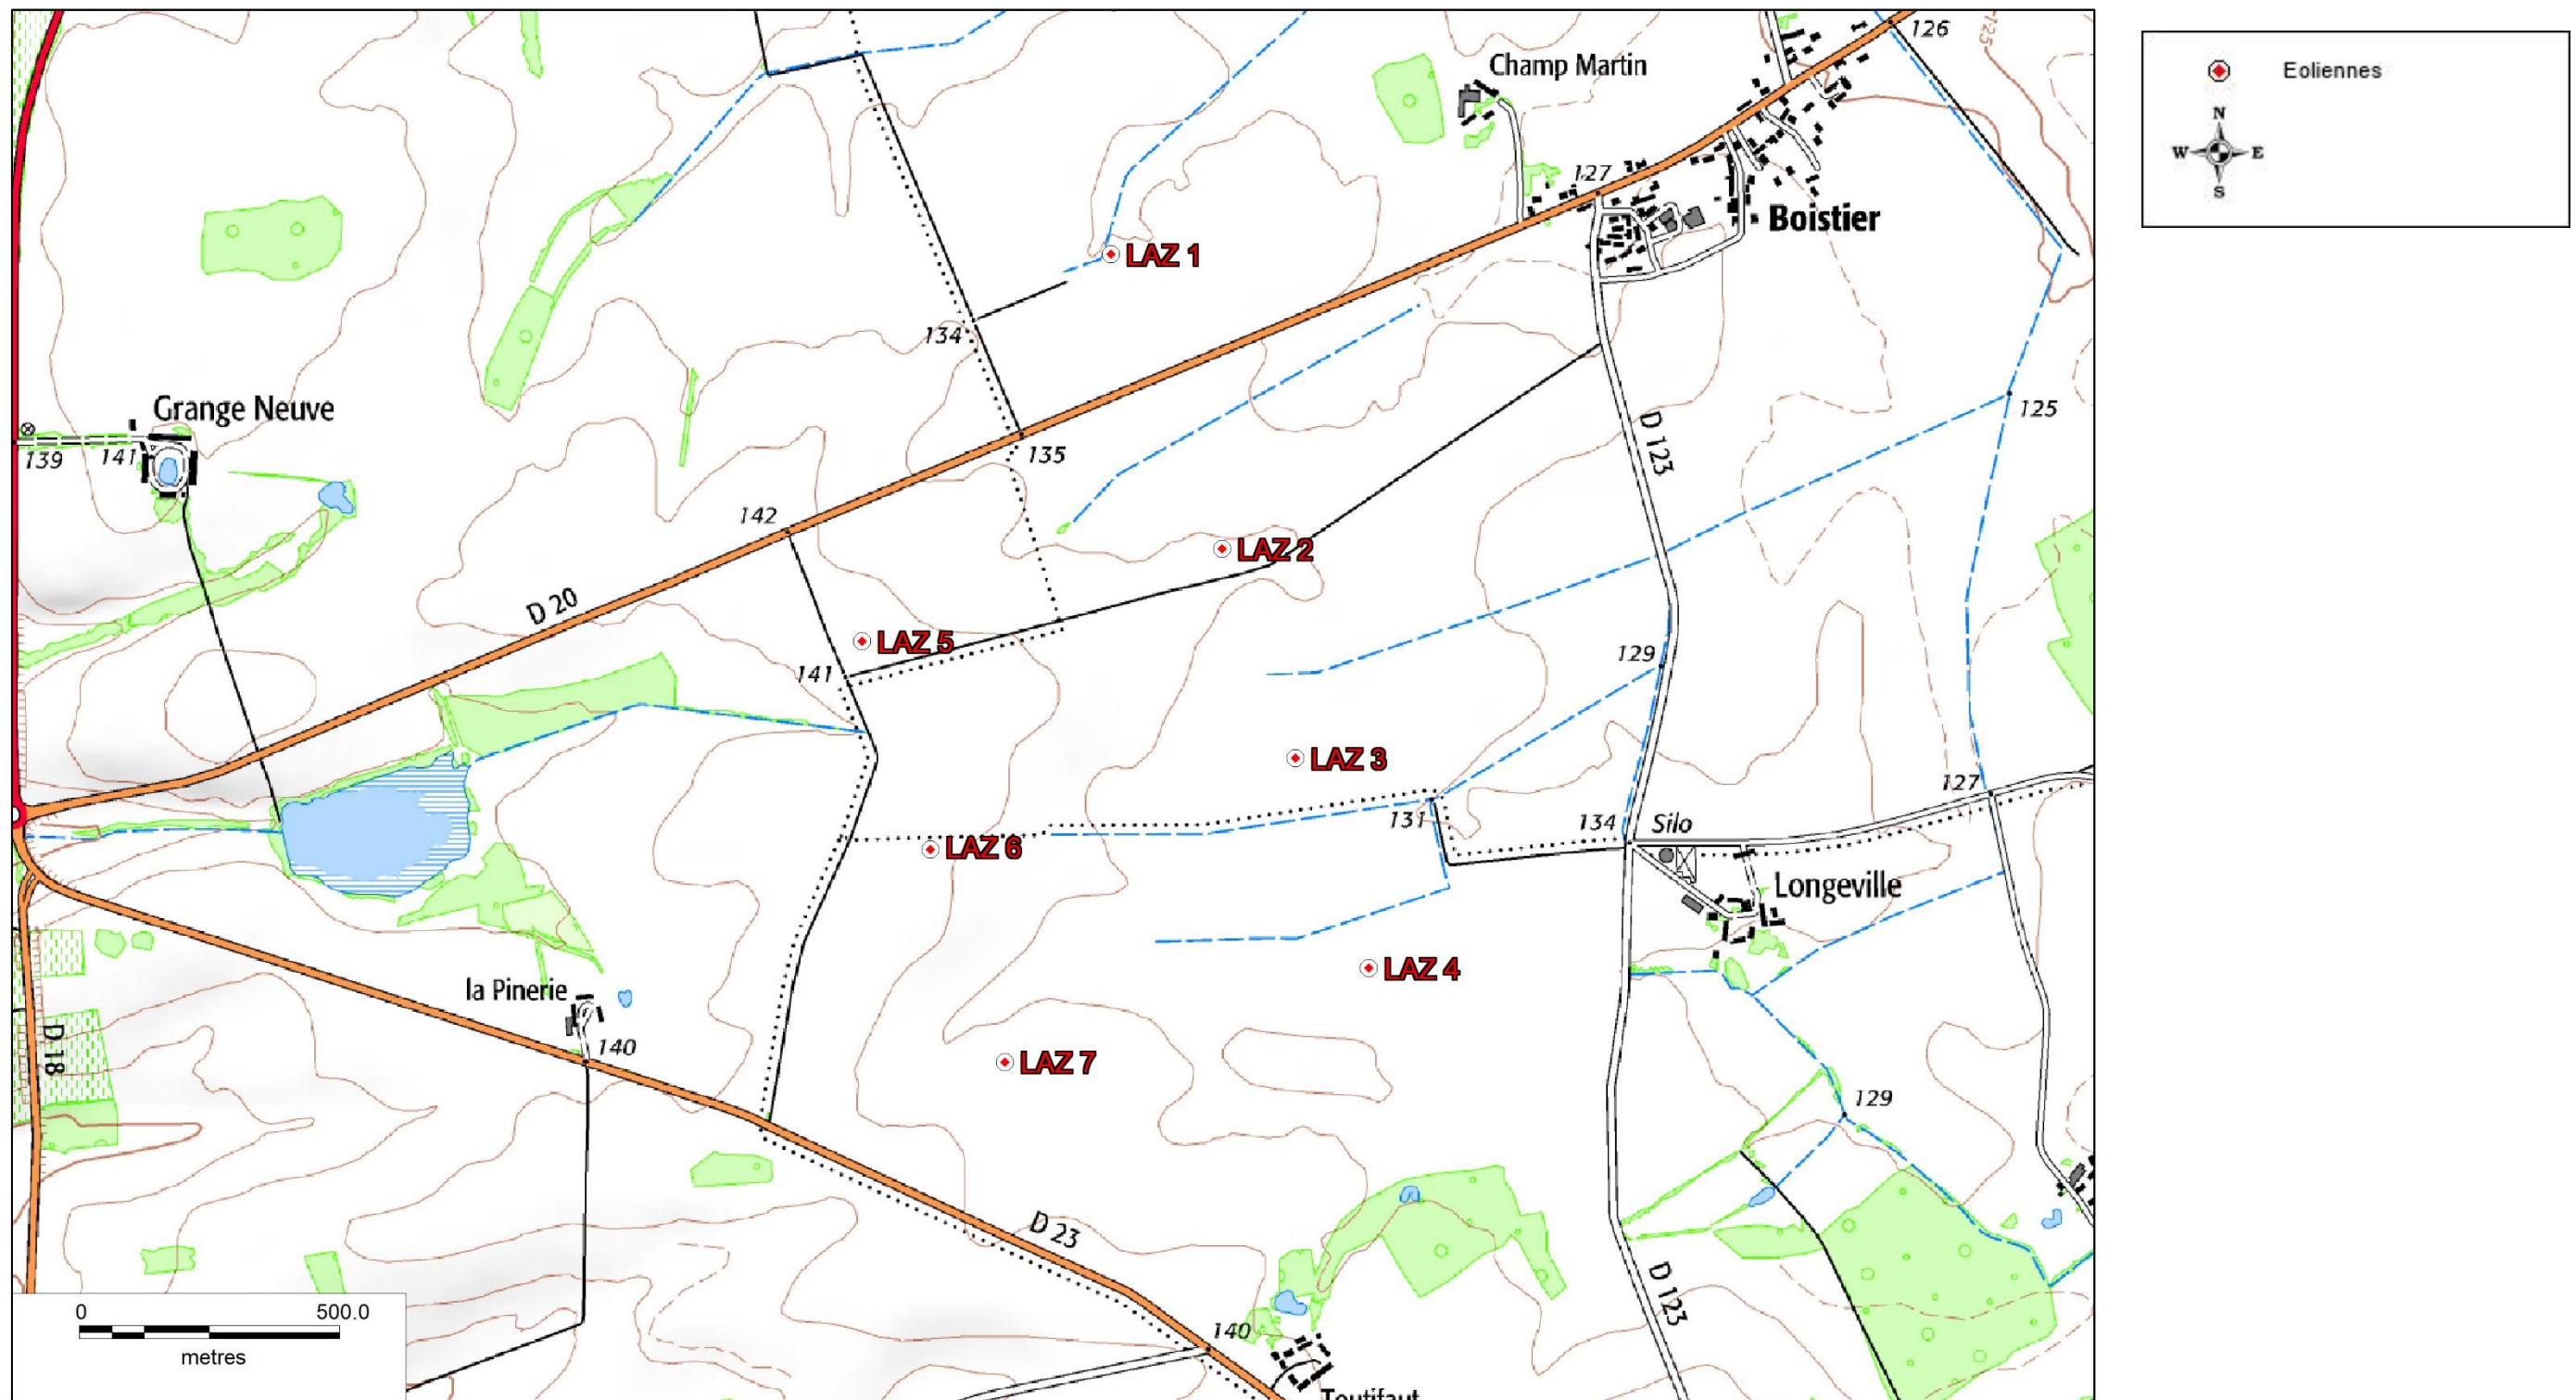 126
125
Champ Martin
Eoliennes
N
W E
S
127
Boistier
LAZ 1
134
Grange Neuve
125
D 123
139
141
135
142
LAZ 2
D 20
LAZ 5
129
141
LAZ 3
127
131
134
Silo
LAZ 6
Longeville
LAZ 4
la Pinerie
140
D 18
LAZ 7
129
D 23
D 123
0 500.0
metres
140
Toutifaut